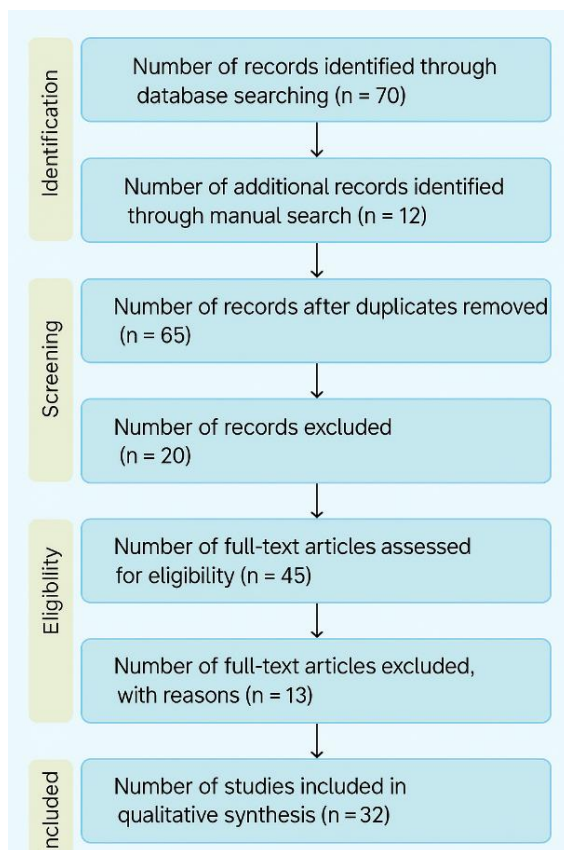 Identification
Number of records identified through
database searching (n = 70)
Number of additional records identified
through manual search (n = 12)
Screening
Number of records after duplicates removed
(n = 65)
Number of records excluded
(n = 20)
Eligibility
Number of full-text articles assessed
for eligibility (n = 45)
Number of full-text articles excluded,
with reasons (n = 13)
ncluded
Number of studies included in
qualitative synthesis (n = 32)